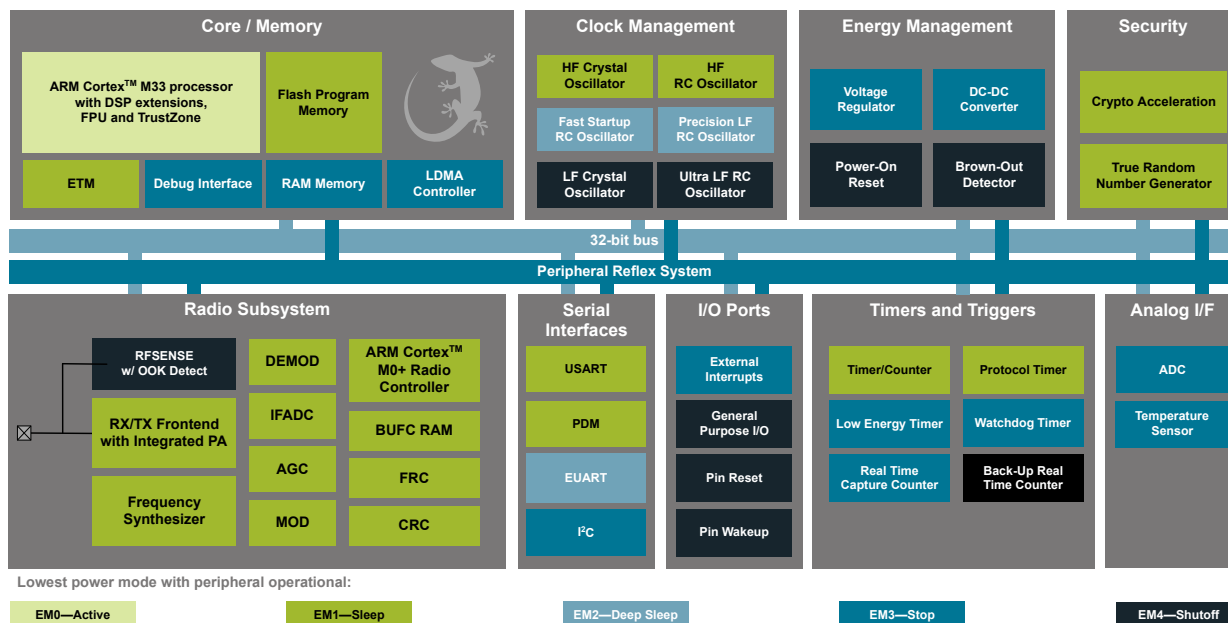 Core / Memory
ARM Cortex™ M33 processor
with DSP extensions,
FPU and TrustZone
Flash Program
Memory
ETM
Debug Interface
RAM Memory
LDMA
Controller
Clock Management
HF Crystal
Oscillator
HF
RC Oscillator
Fast Startup
RC Oscillator
Precision LF
RC Oscillator
LF Crystal
Oscillator
Ultra LF RC
Oscillator
Energy Management
Voltage
Regulator
DC-DC
Converter
Power-On
Reset
Brown-Out
Detector
Security
Crypto Acceleration
True Random
Number Generator
32-bit bus
Peripheral Reflex System
Radio Subsystem
RFSENSE
w/ OOK Detect
RX/TX Frontend
with Integrated PA
Frequency
Synthesizer
DEMOD
IFADC
AGC
MOD
ARM Cortex™
M0+ Radio
Controller
BUFC RAM
FRC
CRC
Serial
Interfaces
USART
PDM
EUART
I²C
I/O Ports
External
Interrupts
General
Purpose I/O
Pin Reset
Pin Wakeup
Timers and Triggers
Timer/Counter
Protocol Timer
Low Energy Timer
Watchdog Timer
Real Time
Capture Counter
Back-Up Real
Time Counter
Analog I/F
ADC
Temperature
Sensor
Lowest power mode with peripheral operational:
EM0—Active
EM1—Sleep
EM2—Deep Sleep
EM3—Stop
EM4—Shutoff